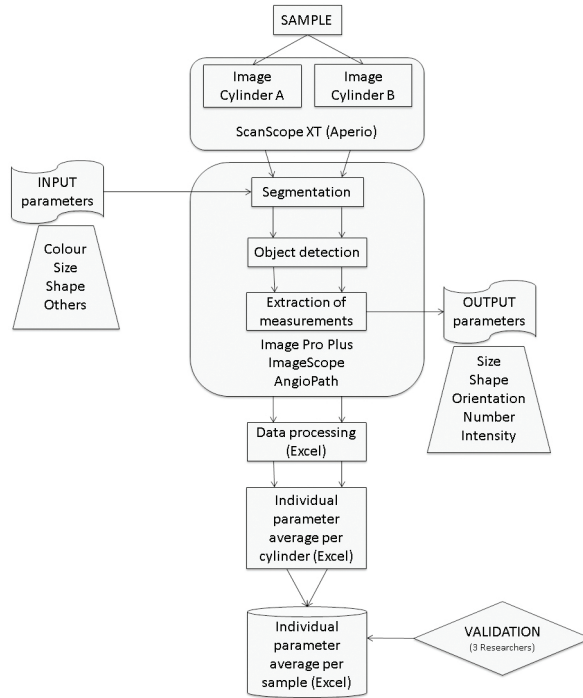 SAMPLE
Image
Cylinder A
Image
Cylinder B
ScanScope XT (Aperio)
INPUT
parameters
Colour
Size
Shape
Others
Segmentation
Object detection
Extraction of
measurements
Image Pro Plus
ImageScope
AngioPath
OUTPUT
parameters
Size
Shape
Orientation
Number
Intensity
Data processing
(Excel)
Individual
parameter
average per
cylinder (Excel)
Individual
parameter
average per
sample (Excel)
VALIDATION
(3 Researchers)